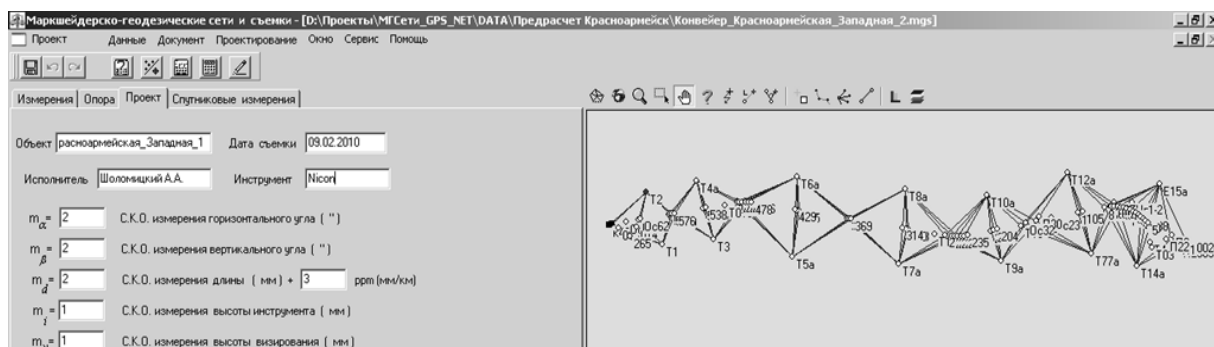 Маркшейдерско-геодезические сети и съемки - [D:\Проекты\МГСети_GPS_NET\DATA\Предрасчет Красноармейск\Конвейер_Красноармейская_Западная_2.mgs]
Проект Данные Документ Проектирование Окно Сервис Помощь
Измерения Опора Проект Спутниковые измерения
Объект расноармейская_Западная_1 Дата съемки 09.02.2010
Исполнитель Шоломицкий А.А. Инструмент Nicon
mα= 2 С.К.О. измерения горизонтального угла ( '' )
mβ= 2 С.К.О. измерения вертикального угла ( '' )
md= 2 С.К.О. измерения длины ( мм ) + 3 ppm (мм/км)
mi= 1 С.К.О. измерения высоты инструмента ( мм )
1 С.К.О. измерения высоты визирования ( мм )
T12a
T4a T6a E15a
T2 T8a T10a
T1 T3
T5a T7a T9a T77a T14a